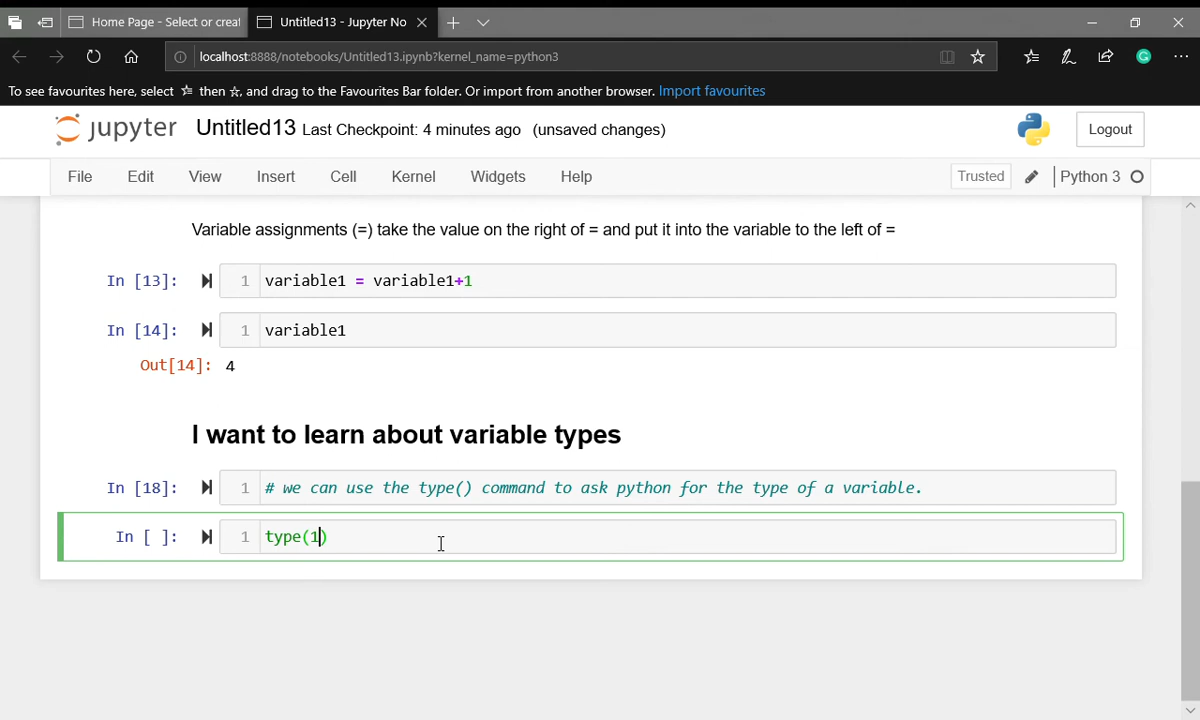 Home Page - Select or creat
Untitled13 - Jupyter No
localhost:8888/notebooks/Untitled13.ipynb?kernel_name=python3
To see favourites here, select then , and drag to the Favourites Bar folder. Or import from another browser. Import favourites
jupyter Untitled13 Last Checkpoint: 4 minutes ago (unsaved changes) Logout
File Edit View Insert Cell Kernel Widgets Help Trusted Python 3
Variable assignments (=) take the value on the right of = and put it into the variable to the left of =
In [13]: 1 variable1 = variable1+1
In [14]: 1 variable1
Out[14]: 4
I want to learn about variable types
In [18]: 1 # we can use the type() command to ask python for the type of a variable.
In [ ]: 1 type(1)